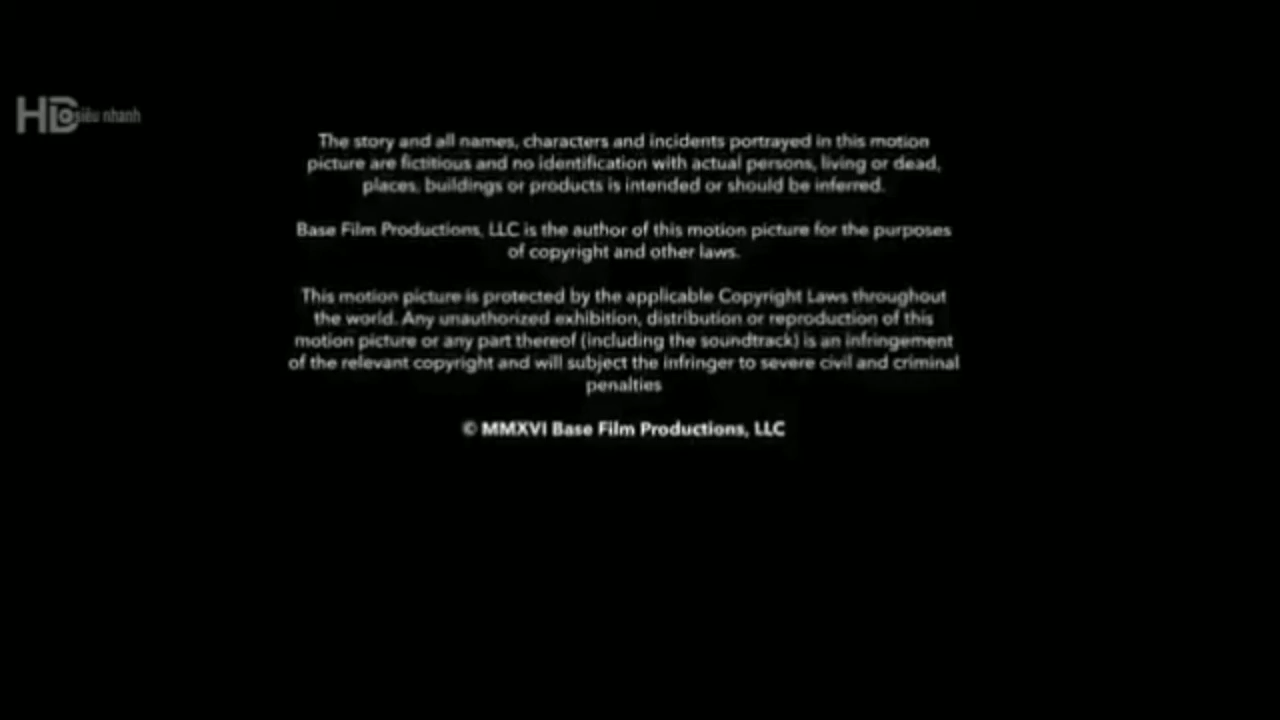 HD siêu nhanh
The story and all names, characters and incidents portrayed in this motion
picture are fictitious and no identification with actual persons, living or dead,
places, buildings or products is intended or should be inferred.
Base Film Productions, LLC is the author of this motion picture for the purposes
of copyright and other laws.
This motion picture is protected by the applicable Copyright Laws throughout
the world. Any unauthorized exhibition, distribution or reproduction of this
motion picture or any part thereof (including the soundtrack) is an infringement
of the relevant copyright and will subject the infringer to severe civil and criminal
penalties
© MMXVI Base Film Productions, LLC